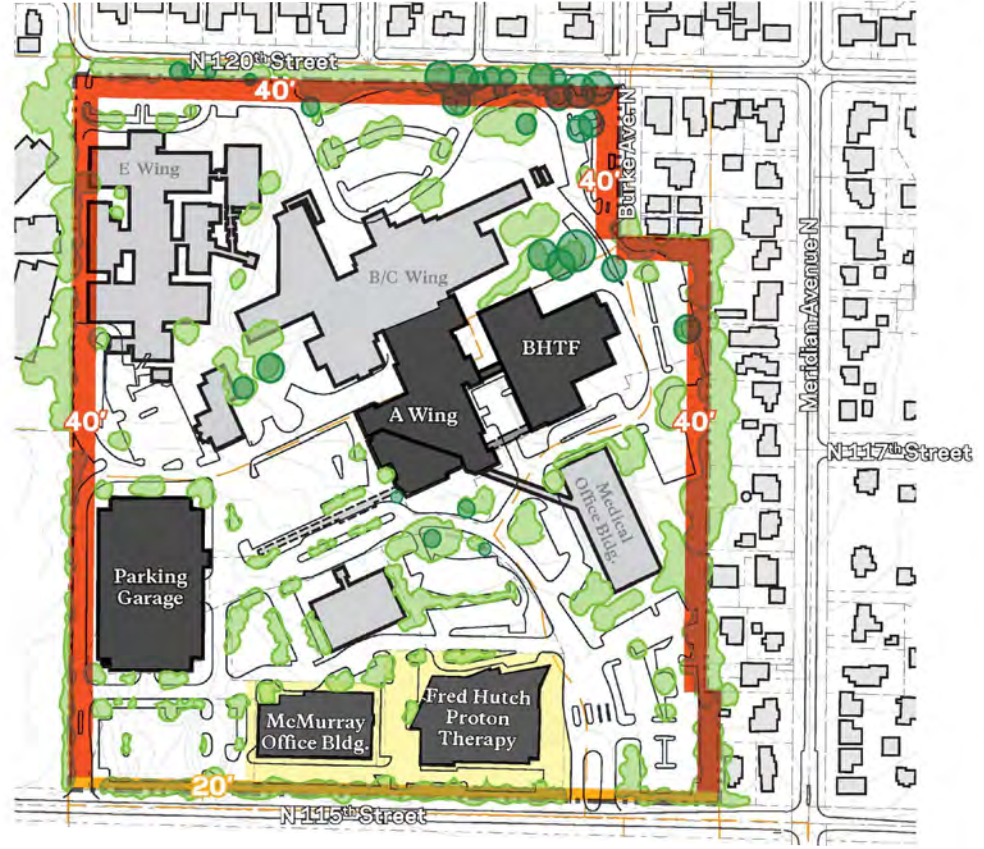 N 120th Street
40'
Burke Ave. N
40'
E Wing
B/C Wing
BHTF
Meridian Avenue N
A Wing
40'
40'
N 117th Street
Medical
Office Bldg.
Parking
Garage
Fred Hutch
Proton
Therapy
McMurray
Office Bldg.
20'
N 115th Street